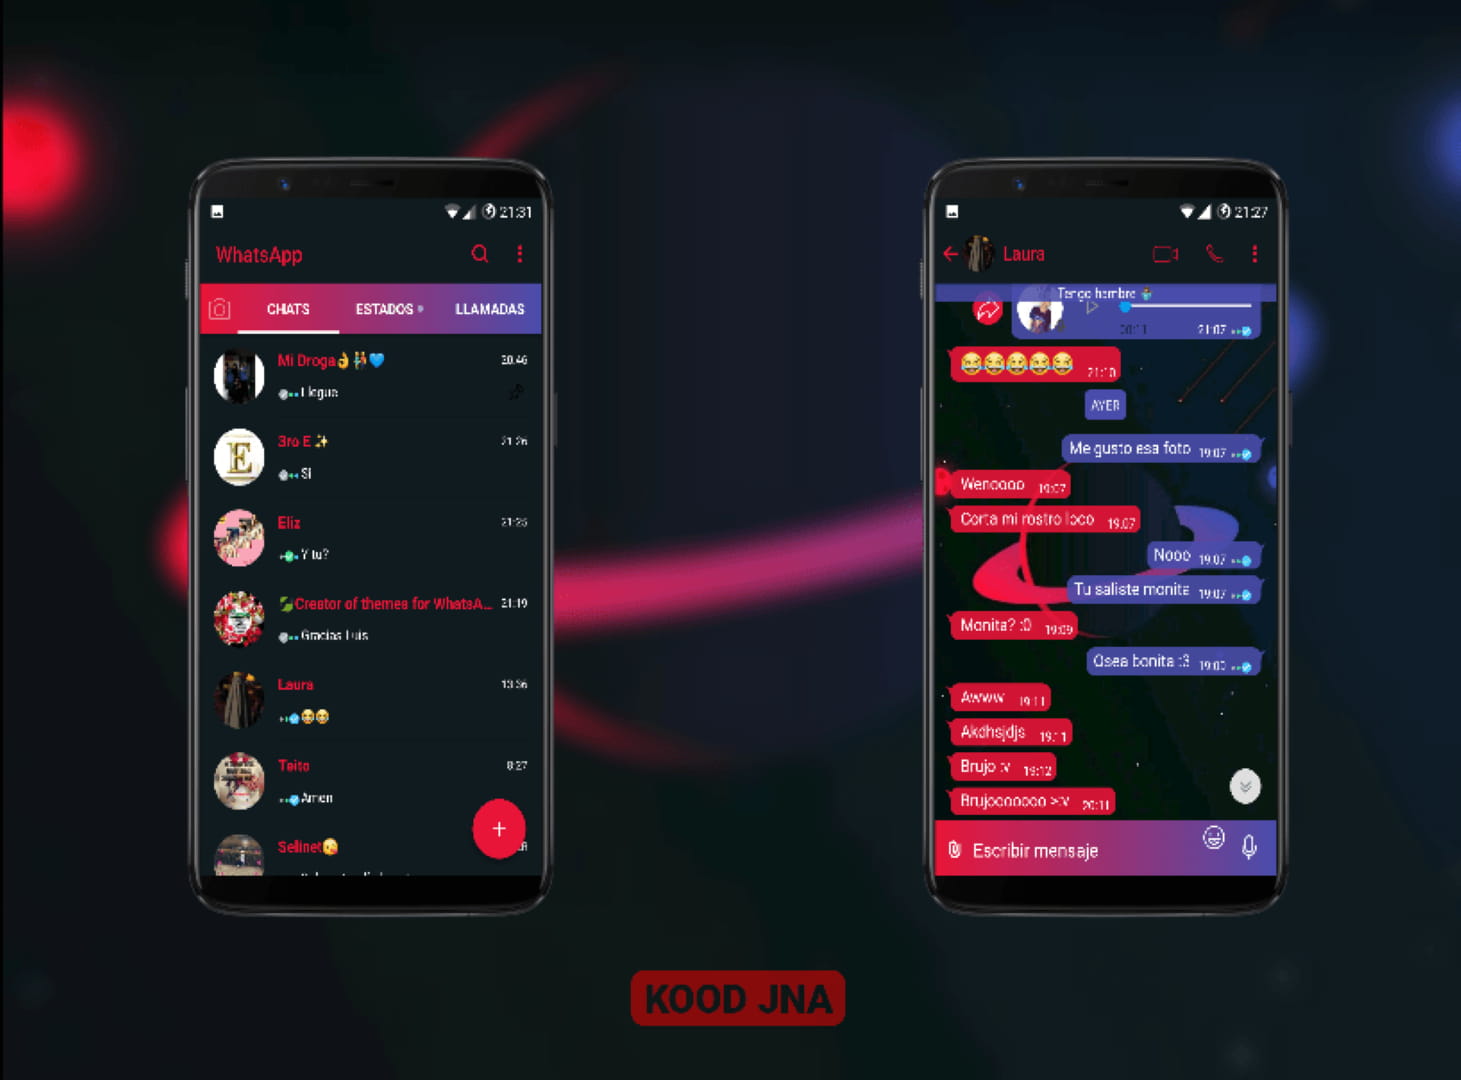 21:31
WhatsApp
CHATS ESTADOS LLAMADAS
Mi Droga👌👫💙 20:46
Llegue
3ro E ✨ 21:26
Si
Eliz 21:25
Y tu?
Creator of themes for WhatsA... 21:19
Gracias Luis
Laura 13:36
😂😂
Teito 8:27
Amen
Selinet😘
21:27
Laura
Tengo hambre
00:11 21:07
😂😂😂😂😂 21:10
AYER
Me gusto esa foto 19:07
Wenoooo 19:07
Corta mi rostro loco 19:07
Nooo 19:07
Tu saliste monita 19:07
Monita? :0 19:09
Osea bonita :3
Awww 19:11
Akdhsjdjs 19:11
Brujo :v 19:12
Brujooooooo >:v 20:11
Escribir mensaje
KOOD JNA